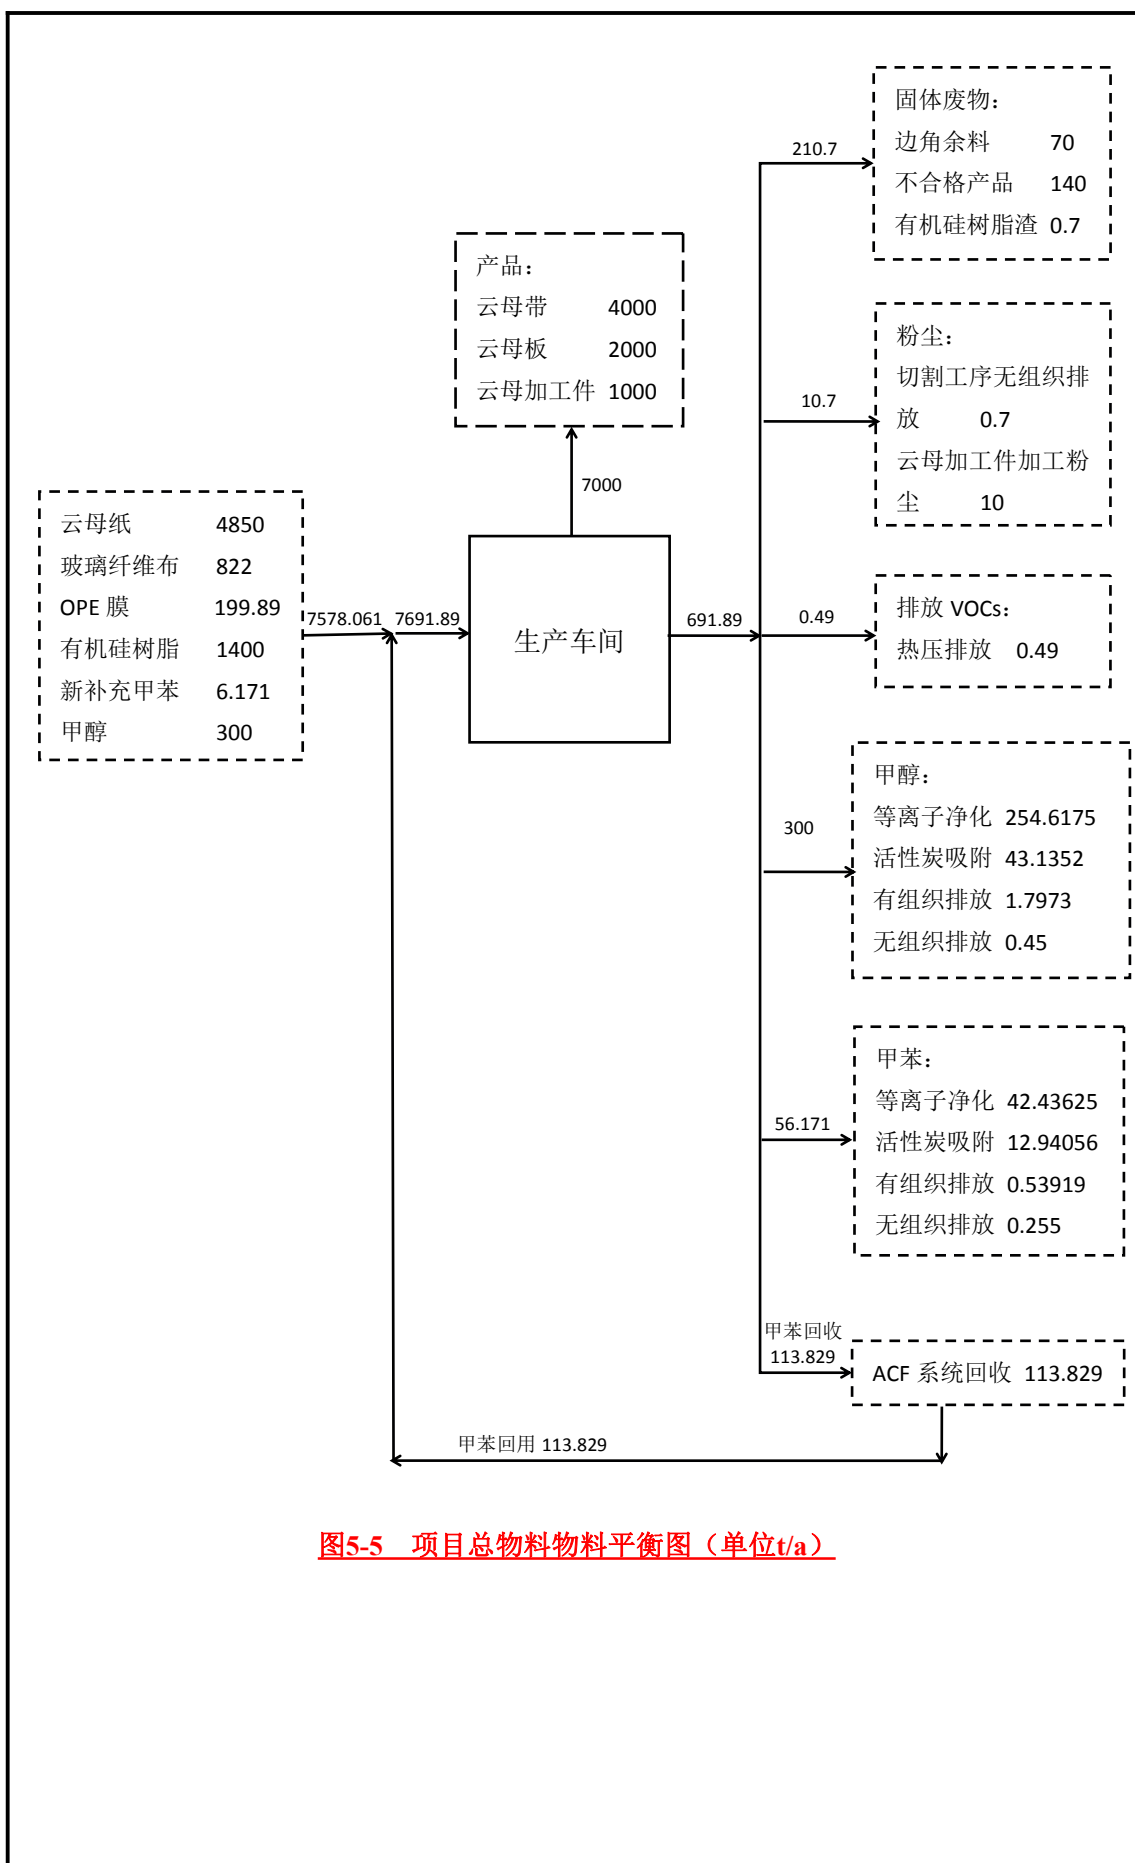 固体废物：
边角余料 70
不合格产品 140
有机硅树脂渣 0.7
210.7
产品：
云母带 4000
云母板 2000
云母加工件 1000
粉尘：
切割工序无组织排
放 0.7
云母加工件加工粉
尘 10
10.7
7000
云母纸 4850
玻璃纤维布 822
OPE 膜 199.89
有机硅树脂 1400
新补充甲苯 6.171
甲醇 300
7578.061
7691.89
生产车间
691.89
0.49
排放 VOCs：
热压排放 0.49
300
甲醇：
等离子净化 254.6175
活性炭吸附 43.1352
有组织排放 1.7973
无组织排放 0.45
56.171
甲苯：
等离子净化 42.43625
活性炭吸附 12.94056
有组织排放 0.53919
无组织排放 0.255
甲苯回收
113.829
ACF 系统回收 113.829
甲苯回用 113.829
图5-5 项目总物料物料平衡图（单位t/a）